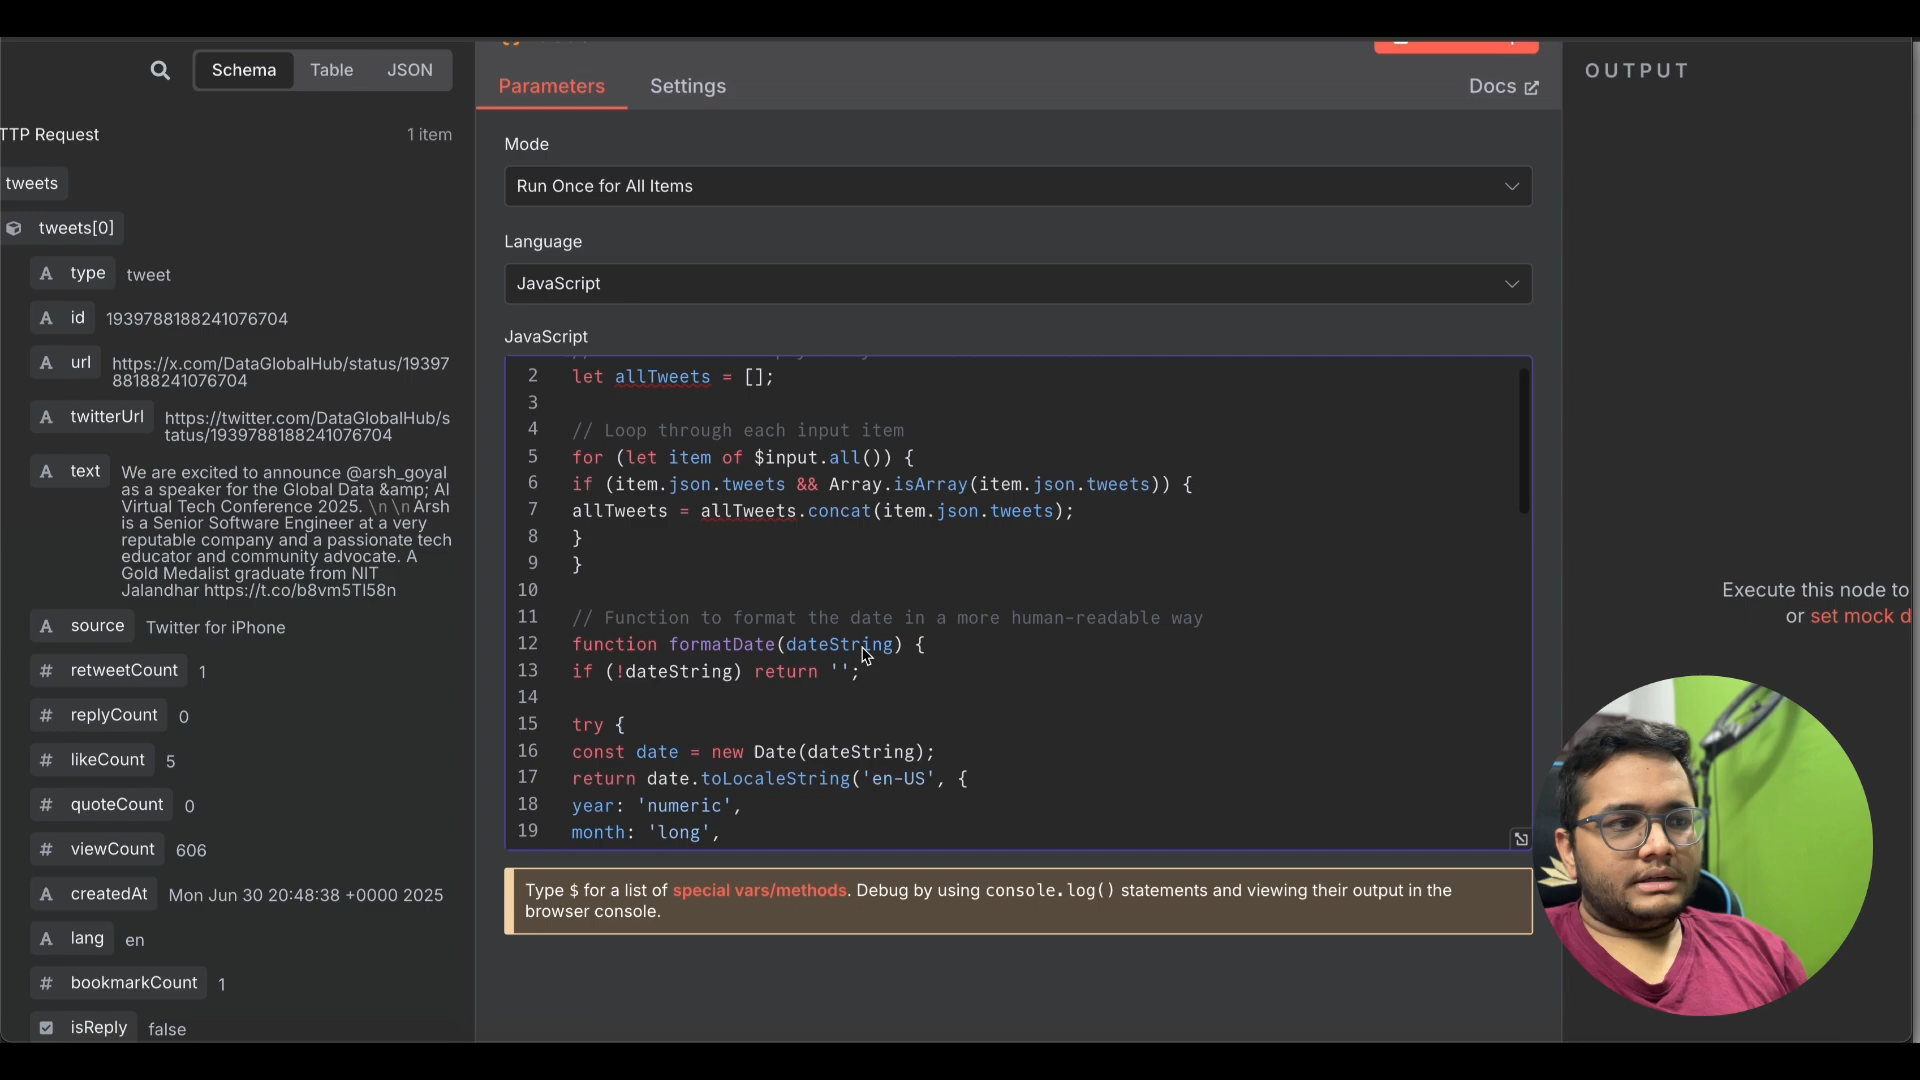 Schema
Table
JSON
TTP Request
1 item
tweets
tweets[0]
A type tweet
A id 1939788188241076704
A url https://x.com/DataGlobalHub/status/19397
88188241076704
A twitterUrl https://twitter.com/DataGlobalHub/s
tatus/1939788188241076704
A text We are excited to announce @arsh_goyal
as a speaker for the Global Data &amp; AI
Virtual Tech Conference 2025. \n\n Arsh
is a Senior Software Engineer at a very
reputable company and a passionate tech
educator and community advocate. A
Gold Medalist graduate from NIT
Jalandhar https://t.co/b8vm5Tl58n
A source Twitter for iPhone
# retweetCount 1
# replyCount 0
# likeCount 5
# quoteCount 0
# viewCount 606
A createdAt Mon Jun 30 20:48:38 +0000 2025
A lang en
# bookmarkCount 1
isReply false
Parameters
Settings
Docs
Mode
Run Once for All Items
Language
JavaScript
JavaScript
2 let allTweets = [];
3
4 // Loop through each input item
5 for (let item of $input.all()) {
6 if (item.json.tweets && Array.isArray(item.json.tweets)) {
7 allTweets = allTweets.concat(item.json.tweets);
8 }
9 }
10
11 // Function to format the date in a more human-readable way
12 function formatDate(dateString) {
13 if (!dateString) return '';
14
15 try {
16 const date = new Date(dateString);
17 return date.toLocaleString('en-US', {
18 year: 'numeric',
19 month: 'long',
Type $ for a list of special vars/methods. Debug by using console.log() statements and viewing their output in the
browser console.
OUTPUT
Execute this node to
or set mock d